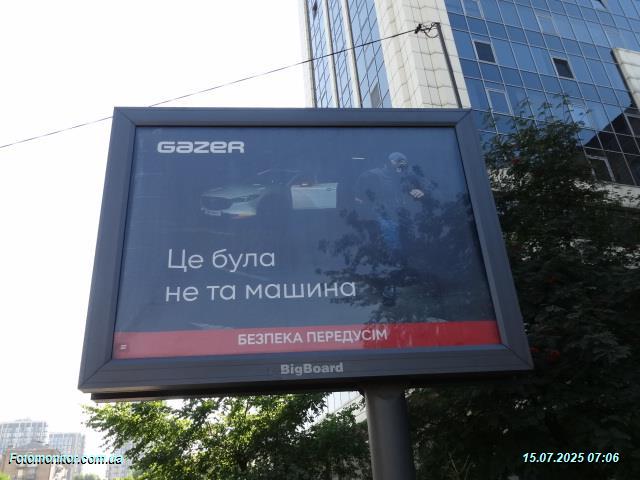 GAZER
Це була
не та машина
БЕЗПЕКА ПЕРЕДУСІМ
BigBoard
Fotomonitor.com.ua
15.07.2025 07:06